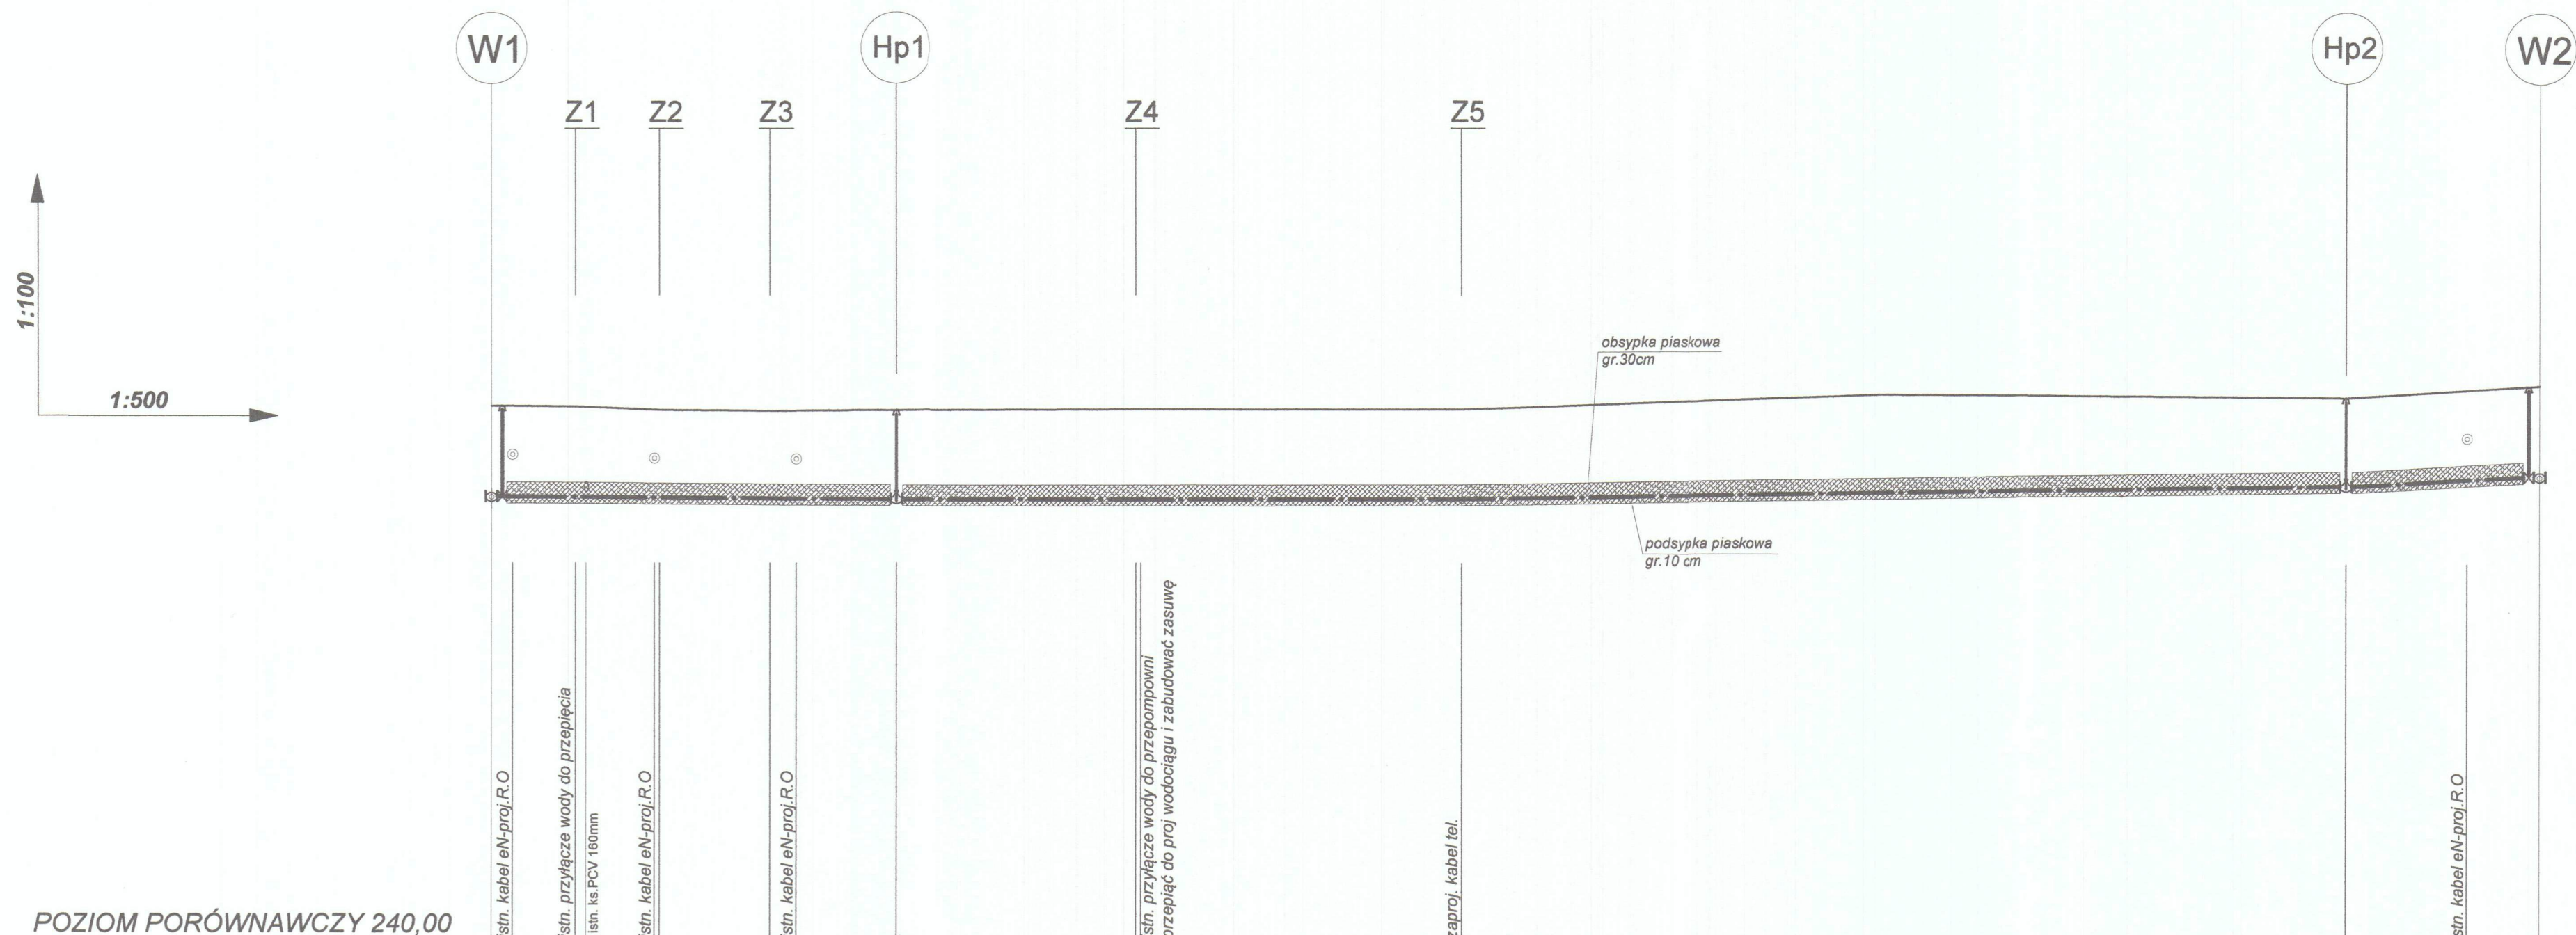 W1
Hp1
Hp2
W2
Z1
Z2
Z3
Z4
Z5
1:100
1:500
obsypka piaskowa
gr.30cm
podsypka piaskowa
gr.10 cm
istn. kabel eN-proj.R.O
istn. przyłącze wody do przepięcia
istn. ks.PCV 160mm
istn. kabel eN-proj.R.O
istn. kabel eN-proj.R.O
istn. przyłącze wody do przepompowni
przepiąć do proj wodociągu i zabudować zasuwę
zaproj. kabel tel.
istn. kabel eN-proj.R.O
POZIOM PORÓWNAWCZY 240,00